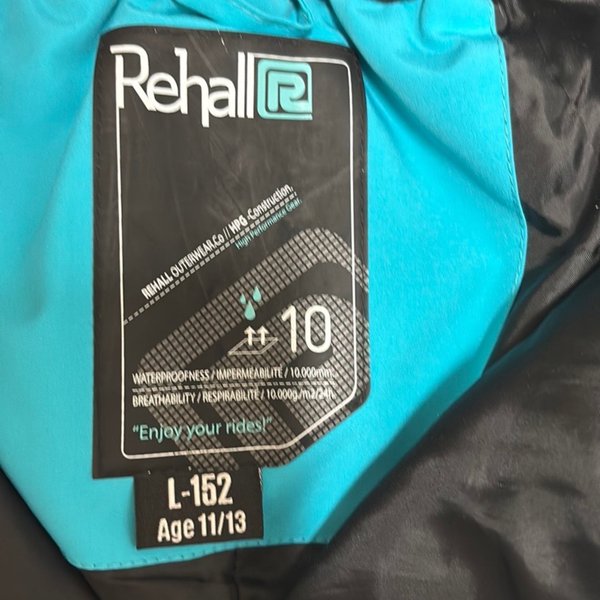 Rehall R
REHALL OUTERWEAR.Co // HPG -Construction.
High Performance Gear.
10
WATERPROOFNESS / IMPERMEABILITE / 10.000mm.
BREATHABILITY / RESPIRABILITE / 10.000g/m2/24h.
"Enjoy your rides!"
L-152
Age 11/13